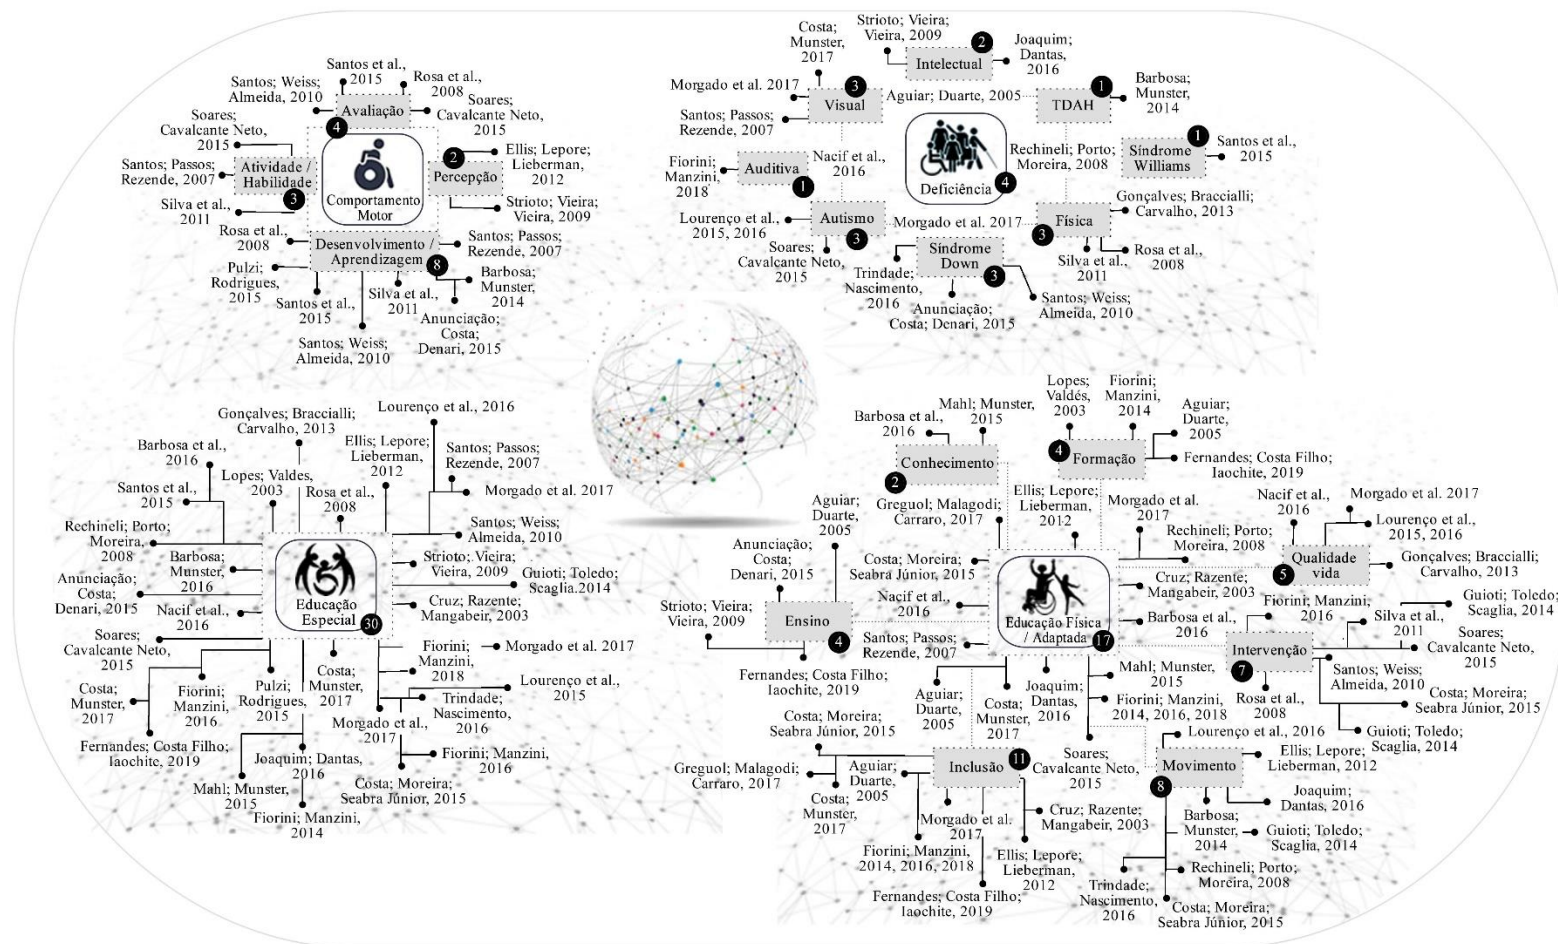 Santos et al.,
2015
Santos; Weiss;
Almeida, 2010
Rosa et al.,
2008
Avaliação
4
Soares;
Cavalcante Neto,
2015
Soares;
Cavalcante Neto,
2015
Santos; Passos;
Rezende, 2007
Atividade /
Habilidade
3
Silva et al.,
2011
Comportamento
Motor
2
Percepção
Ellis; Lepore;
Lieberman,
2012
Strioto; Vieira;
Vieira, 2009
Rosa et al.,
2008
Desenvolvimento /
Aprendizagem
8
Santos; Passos;
Rezende, 2007
Pulzi;
Rodrigues,
2015
Santos et al.,
2015
Silva et al.,
2011
Barbosa;
Munster,
2014
Santos; Weiss;
Almeida, 2010
Anunciação;
Costa;
Denari, 2015
Costa;
Munster,
2017
Strioto; Vieira;
Vieira, 2009
2
Intelectual
Joaquim;
Dantas,
2016
Morgado et al. 2017
3
Visual
Santos; Passos;
Rezende, 2007
Aguiar; Duarte, 2005
1
TDAH
Barbosa;
Munster,
2014
Fiorini;
Manzini,
2018
Auditiva
1
Nacif et al.,
2016
Deficiência
4
Rechineli; Porto;
Moreira, 2008
1
Síndrome
Williams
Santos et al.,
2015
Lourenço et al.,
2015, 2016
Autismo
3
Soares;
Cavalcante Neto,
2015
Morgado et al. 2017
Física
3
Gonçalves; Braccialli;
Carvalho, 2013
Silva et al.,
2011
Rosa et al.,
2008
Síndrome
Down
3
Trindade;
Nascimento,
2016
Anunciação;
Costa; Denari, 2015
Santos; Weiss;
Almeida, 2010
Gonçalves; Braccialli;
Carvalho, 2013
Lourenço et al., 2016
Barbosa et al.,
2016
Lopes; Valdes,
2003
Ellis; Lepore;
Lieberman,
2012
Santos; Passos;
Rezende, 2007
Santos et al.,
2015
Rosa et al.,
2008
Morgado et al. 2017
Rechineli; Porto;
Moreira,
2008
Santos; Weiss;
Almeida, 2010
Barbosa;
Munster,
2016
Strioto; Vieira;
Vieira, 2009
Anunciação;
Costa;
Denari, 2015
Guioti; Toledo;
Scaglia.2014
Nacif et al.,
2016
Educação
Especial
30
Cruz; Razente;
Mangabeir, 2003
Soares;
Cavalcante Neto,
2015
Fiorini;
Manzini,
2018
Morgado et al. 2017
Costa;
Munster,
2017
Fiorini;
Manzini,
2016
Pulzi;
Rodrigues,
2015
Costa;
Munster,
2017
Lourenço et al.,
2015
Trindade;
Nascimento,
2016
Morgado et al.,
2017
Fernandes; Costa Filho;
Iaochite, 2019
Joaquim; Dantas,
2016
Fiorini; Manzini,
2016
Mahl; Munster,
2015
Costa; Moreira;
Seabra Júnior, 2015
Fiorini; Manzini,
2014
Barbosa et al.,
2016
Mahl; Munster,
2015
Conhecimento
2
Lopes;
Valdés,
2003
Fiorini;
Manzini,
2014
Aguiar;
Duarte,
2005
4
Formação
Fernandes; Costa Filho;
Iaochite, 2019
Greguol; Malagodi;
Carraro, 2017
Ellis; Lepore;
Lieberman,
2012
Morgado et al.
2017
Rechineli; Porto;
Moreira, 2008
Nacif et al.,
2016
Morgado et al. 2017
Lourenço et al.,
2015, 2016
Qualidade
vida
5
Gonçalves; Braccialli;
Carvalho, 2013
Aguiar;
Duarte,
2005
Anunciação;
Costa;
Denari, 2015
Costa; Moreira;
Seabra Júnior, 2015
Cruz; Razente;
Mangabeir, 2003
Nacif et al.,
2016
Educação Física
/ Adaptada
17
Barbosa et al.,
2016
Strioto; Vieira;
Vieira, 2009
Ensino
4
Santos; Passos;
Rezende, 2007
Fernandes; Costa Filho;
Iaochite, 2019
Fiorini; Manzini,
2016
Guioti; Toledo;
Scaglia, 2014
Silva et al.,
2011
Soares;
Cavalcante Neto,
2015
Intervenção
7
Santos; Weiss;
Almeida, 2010
Rosa et al.,
2008
Costa; Moreira;
Seabra Júnior, 2015
Guioti; Toledo;
Scaglia, 2014
Aguiar;
Duarte,
2005
Costa;
Munster,
2017
Joaquim;
Dantas,
2016
Mahl; Munster,
2015
Fiorini; Manzini,
2014, 2016, 2018
Soares;
Cavalcante Neto,
2015
Costa; Moreira;
Seabra Júnior, 2015
Greguol; Malagodi;
Carraro, 2017
Aguiar;
Duarte,
2005
Inclusão
11
Costa;
Munster,
2017
Morgado et al.
2017
Cruz; Razente;
Mangabeir, 2003
Fiorini; Manzini,
2014, 2016, 2018
Ellis; Lepore;
Lieberman,
2012
Fernandes; Costa Filho;
Iaochite, 2019
Lourenço et al., 2016
Movimento
8
Ellis; Lepore;
Lieberman, 2012
Joaquim;
Dantas, 2016
Barbosa;
Munster,
2014
Guioti; Toledo;
Scaglia, 2014
Trindade;
Nascimento,
2016
Rechineli; Porto;
Moreira, 2008
Costa; Moreira;
Seabra Júnior, 2015